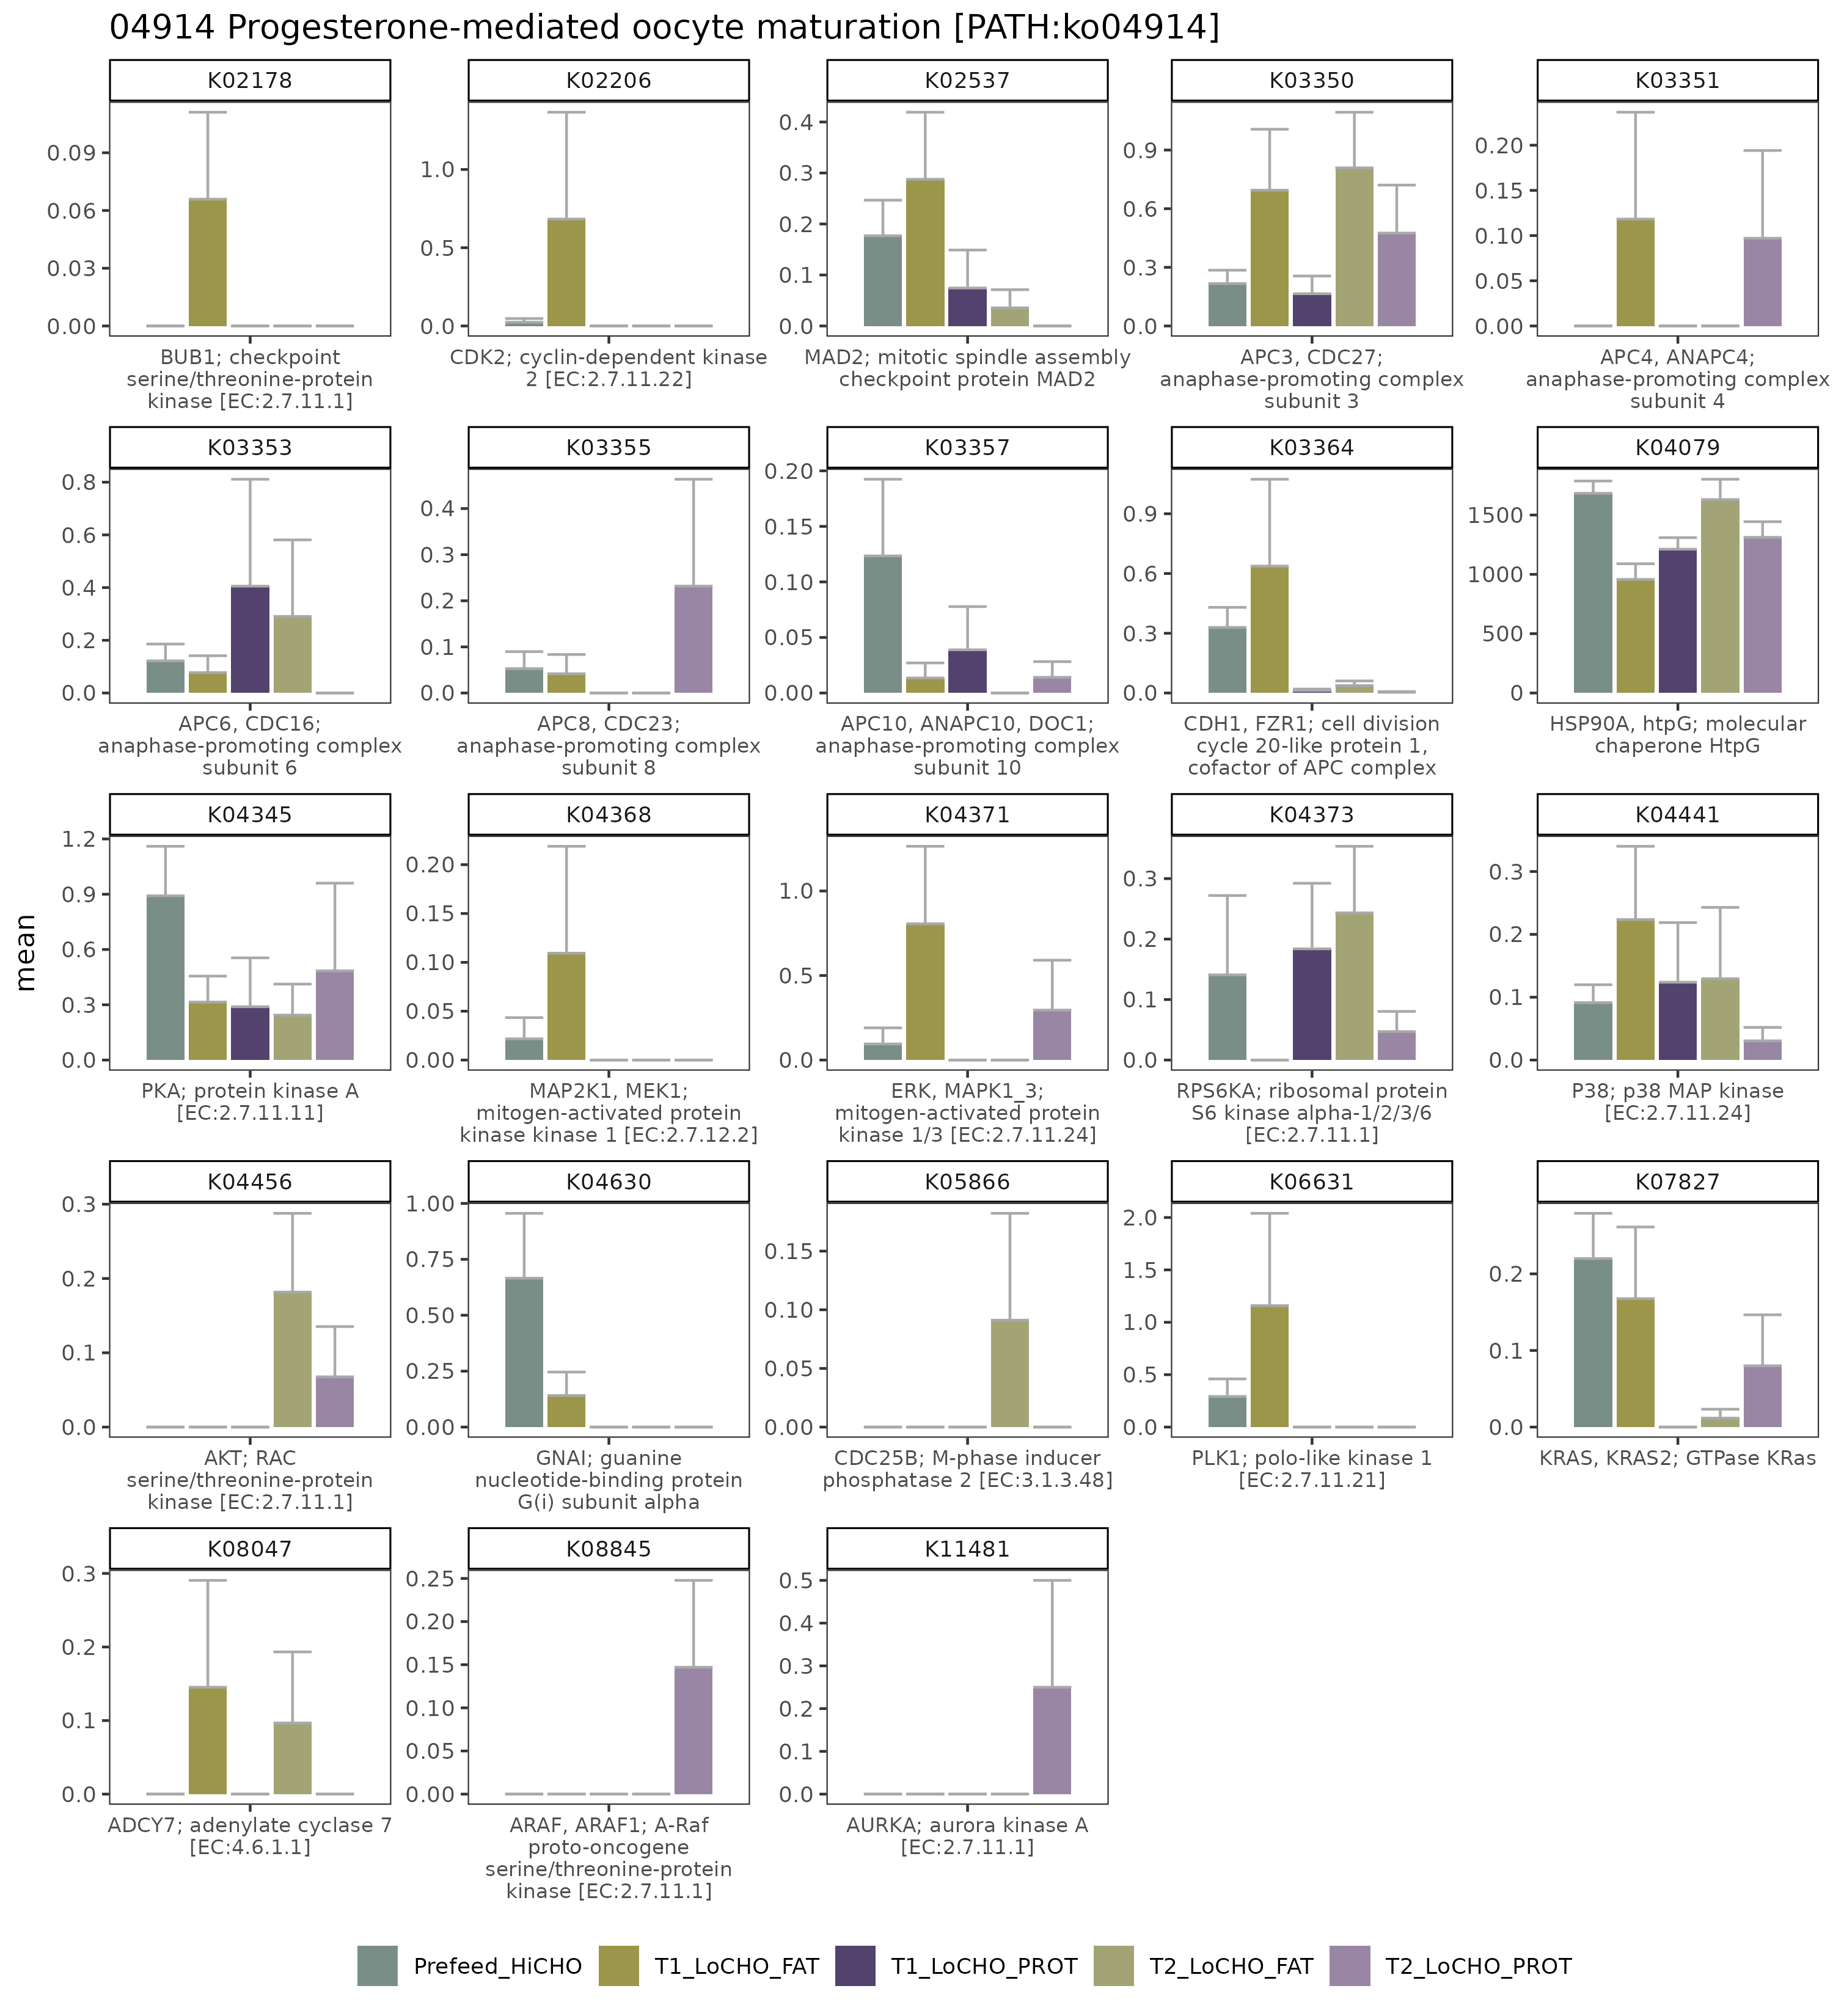 04914 Progesterone-mediated oocyte maturation [PATH:ko04914]
K02178
K02206
K02537
K03350
K03351
0.09
0.06
0.03
0.00
1.0
0.5
0.0
0.4
0.3
0.2
0.1
0.0
0.9
0.6
0.3
0.0
0.20
0.15
0.10
0.05
0.00
BUB1; checkpoint
serine/threonine-protein
kinase [EC:2.7.11.1]
CDK2; cyclin-dependent kinase
2 [EC:2.7.11.22]
MAD2; mitotic spindle assembly
checkpoint protein MAD2
APC3, CDC27;
anaphase-promoting complex
subunit 3
APC4, ANAPC4;
anaphase-promoting complex
subunit 4
K03353
K03355
K03357
K03364
K04079
0.8
0.6
0.4
0.2
0.0
0.4
0.3
0.2
0.1
0.0
0.20
0.15
0.10
0.05
0.00
0.9
0.6
0.3
0.0
1500
1000
500
0
APC6, CDC16;
anaphase-promoting complex
subunit 6
APC8, CDC23;
anaphase-promoting complex
subunit 8
APC10, ANAPC10, DOC1;
anaphase-promoting complex
subunit 10
CDH1, FZR1; cell division
cycle 20-like protein 1,
cofactor of APC complex
HSP90A, htpG; molecular
chaperone HtpG
mean
K04345
K04368
K04371
K04373
K04441
1.2
0.9
0.6
0.3
0.0
0.20
0.15
0.10
0.05
0.00
1.0
0.5
0.0
0.3
0.2
0.1
0.0
0.3
0.2
0.1
0.0
PKA; protein kinase A
[EC:2.7.11.11]
MAP2K1, MEK1;
mitogen-activated protein
kinase kinase 1 [EC:2.7.12.2]
ERK, MAPK1_3;
mitogen-activated protein
kinase 1/3 [EC:2.7.11.24]
RPS6KA; ribosomal protein
S6 kinase alpha-1/2/3/6
[EC:2.7.11.1]
P38; p38 MAP kinase
[EC:2.7.11.24]
K04456
K04630
K05866
K06631
K07827
0.3
0.2
0.1
0.0
1.00
0.75
0.50
0.25
0.00
0.15
0.10
0.05
0.00
2.0
1.5
1.0
0.5
0.0
0.2
0.1
0.0
AKT; RAC
serine/threonine-protein
kinase [EC:2.7.11.1]
GNAI; guanine
nucleotide-binding protein
G(i) subunit alpha
CDC25B; M-phase inducer
phosphatase 2 [EC:3.1.3.48]
PLK1; polo-like kinase 1
[EC:2.7.11.21]
KRAS, KRAS2; GTPase KRas
K08047
K08845
K11481
0.3
0.2
0.1
0.0
0.25
0.20
0.15
0.10
0.05
0.00
0.5
0.4
0.3
0.2
0.1
0.0
ADCY7; adenylate cyclase 7
[EC:4.6.1.1]
ARAF, ARAF1; A-Raf
proto-oncogene
serine/threonine-protein
kinase [EC:2.7.11.1]
AURKA; aurora kinase A
[EC:2.7.11.1]
Prefeed_HiCHO
T1_LoCHO_FAT
T1_LoCHO_PROT
T2_LoCHO_FAT
T2_LoCHO_PROT